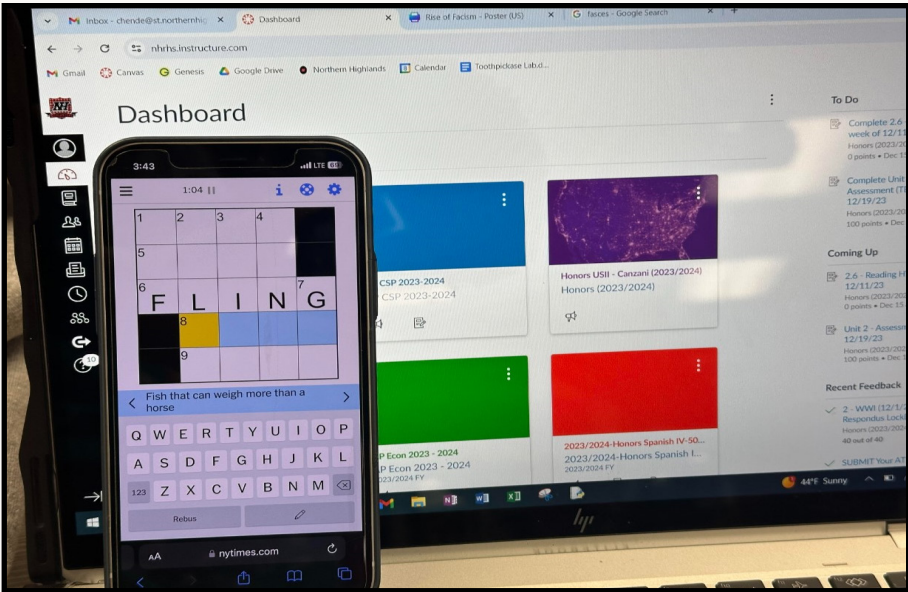 Inbox - chende@st.northernhig
Dashboard
Rise of Facism - Poster (US)
fasces - Google Search
nhrhs.instructure.com
Gmail
Canvas
Genesis
Google Drive
Northern Highlands
Calendar
Toothpickase Lab.d...
Dashboard
To Do
Complete 2.6
week of 12/11
Honors (2023/20
0 points • Dec 1
Complete Unit
Assessment (T
12/19/23
Honors (2023/20
100 points • Dec
Coming Up
2.6 - Reading H
12/11/23
Honors (2023/202
0 points • Dec 15
Unit 2 - Assessm
12/19/23
Honors (2023/202
100 points • Dec 1
Recent Feedback
2 - WWI (12/1/2
Respondus Lock
Honors (2023/202
40 out of 40
SUBMIT Your AT
CSP 2023-2024
CSP 2023-2024
Honors USII - Canzani (2023/2024)
Honors (2023/2024)
P Econ 2023 - 2024
P Econ 2023 - 2024
023/2024 FY
2023/2024-Honors Spanish IV-50...
2023/2024-Honors Spanish I...
2023/2024 FY
10
44°F Sunny
hp
3:43
LTE
1:04
1 2 3 4
5
6 7
F L I N G
8
9
Fish that can weigh more than a
horse
Q W E R T Y U I O P
A S D F G H J K L
123 Z X C V B N M
Rebus
AA
nytimes.com